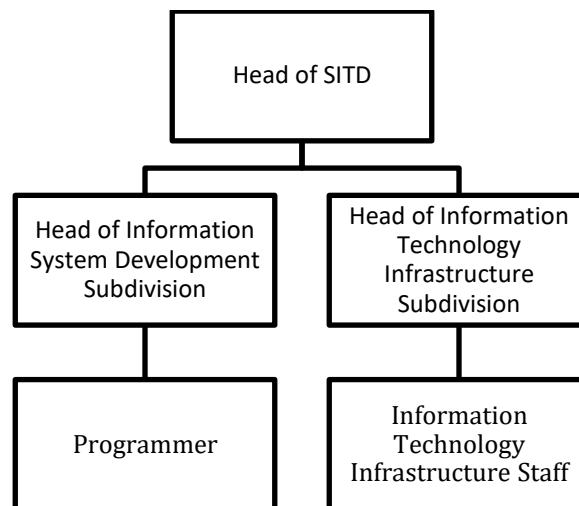 Head of SITD
Head of Information
System Development
Subdivision
Head of Information
Technology
Infrastructure
Subdivision
Programmer
Information
Technology
Infrastructure Staff